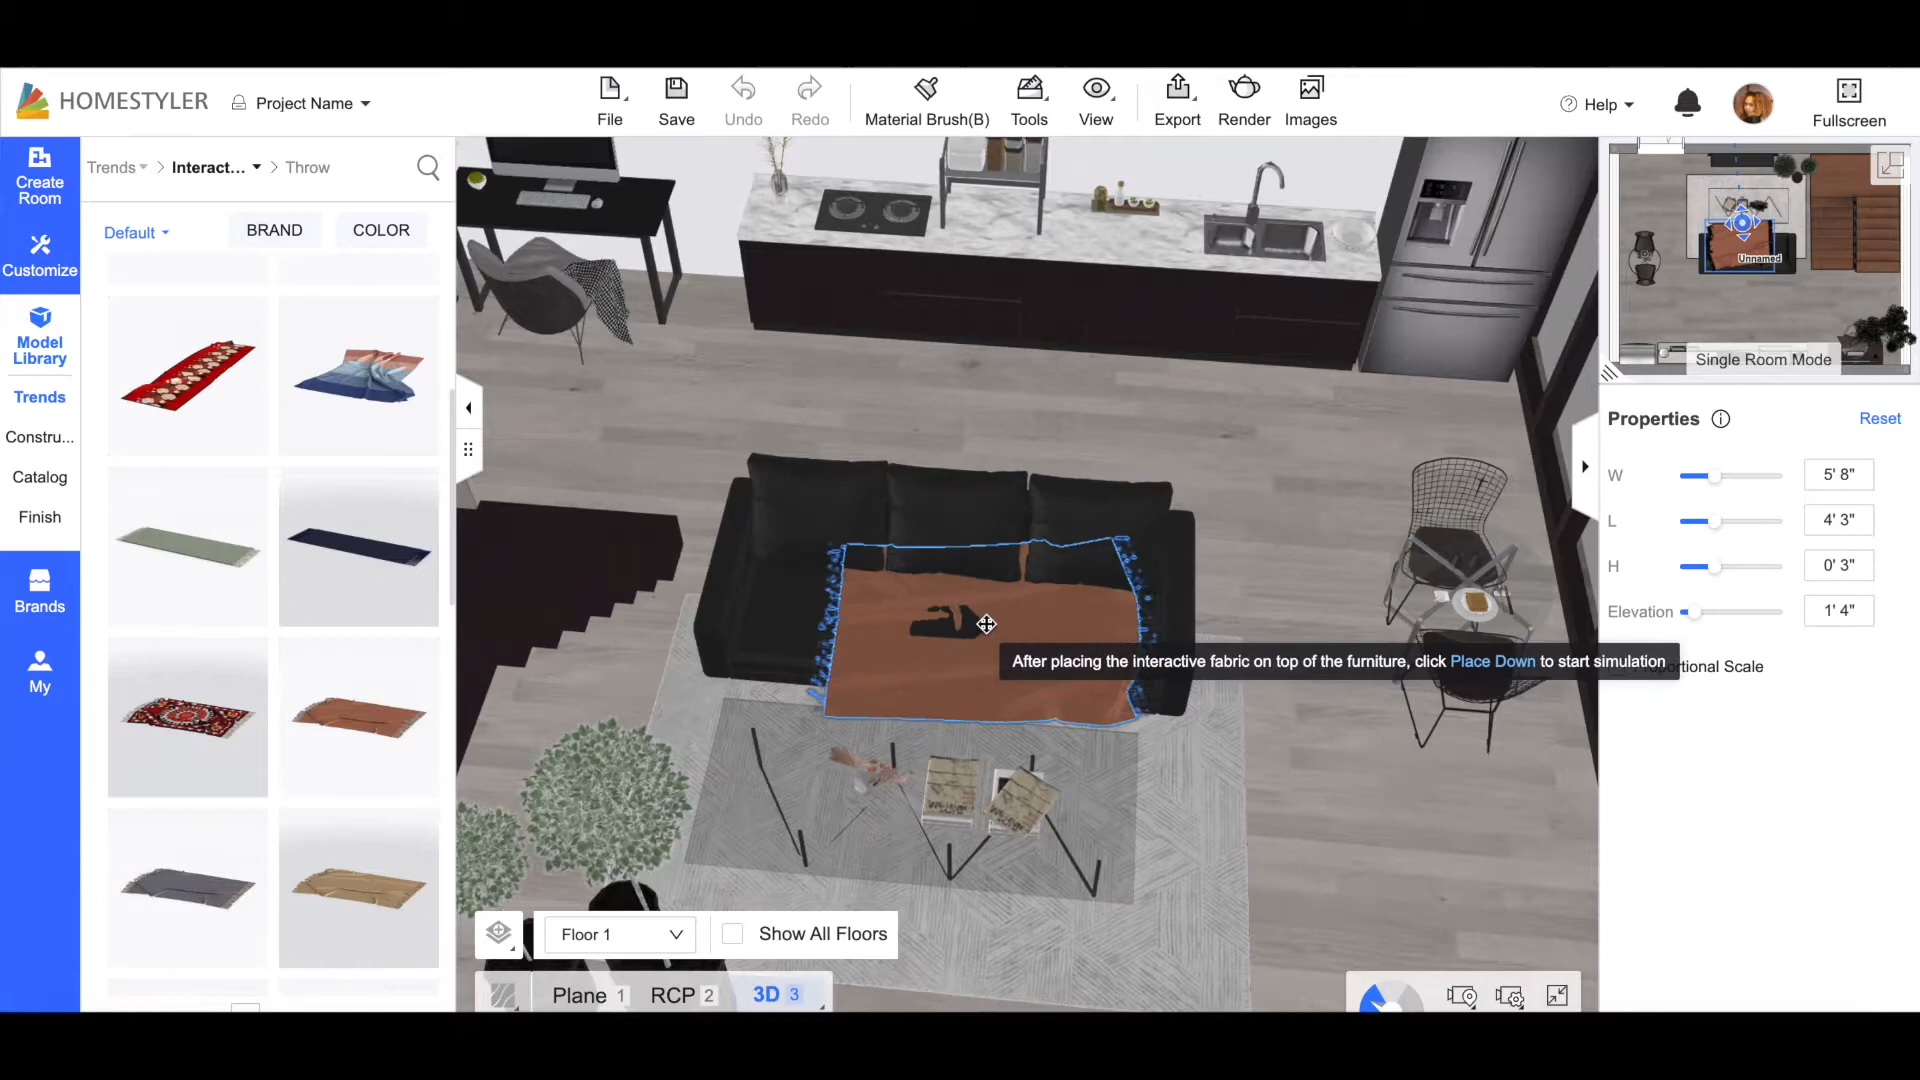 HOMESTYLER
Project Name
File
Save
Undo
Redo
Material Brush(B)
Tools
View
Export
Render
Images
Help
Fullscreen
Create
Room
Customize
Model
Library
Trends
Constru...
Catalog
Finish
Brands
My
Trends > Interact... > Throw
Default
BRAND
COLOR
Unnamed
Single Room Mode
Properties
Reset
W 5' 8"
L 4' 3"
H 0' 3"
Elevation 1' 4"
After placing the interactive fabric on top of the furniture, click Place Down to start simulation
ortional Scale
Floor 1
Show All Floors
Plane 1
RCP 2
3D 3